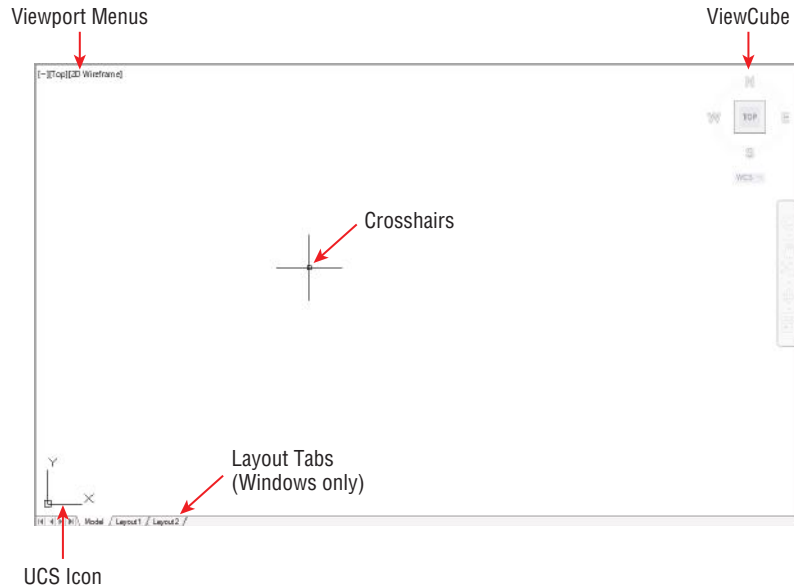 Viewport Menus
ViewCube
[−][Top][2D Wireframe]
N
W
TOP
E
S
WCS
Crosshairs
Layout Tabs
(Windows only)
Y
X
Model
Layout1
Layout2
UCS Icon